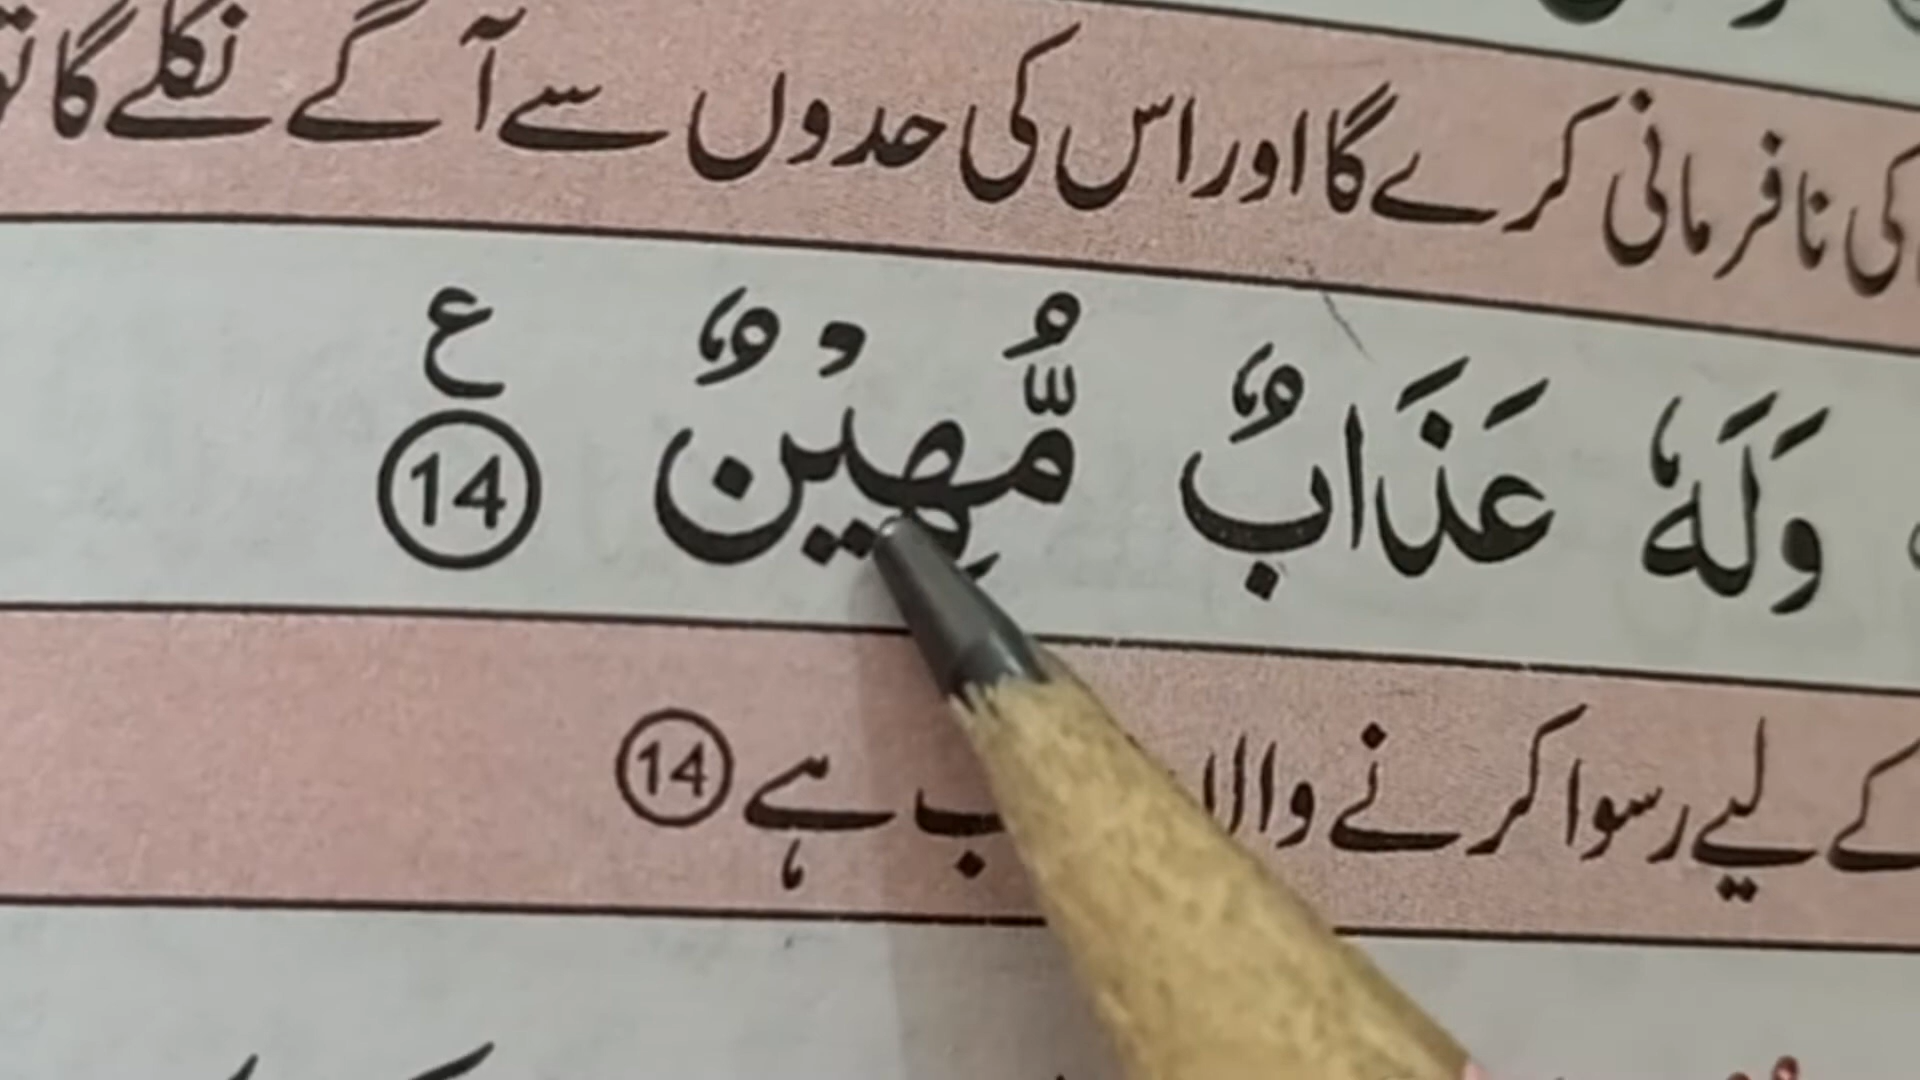 کی نافرمانی کرے گا اور اس کی حدوں سے آگے نکلے گا
وَلَهٗ عَذَابٌ مُّهِيْنٌ ع 14
کے لیے رسوا کرنے والا ہے 14